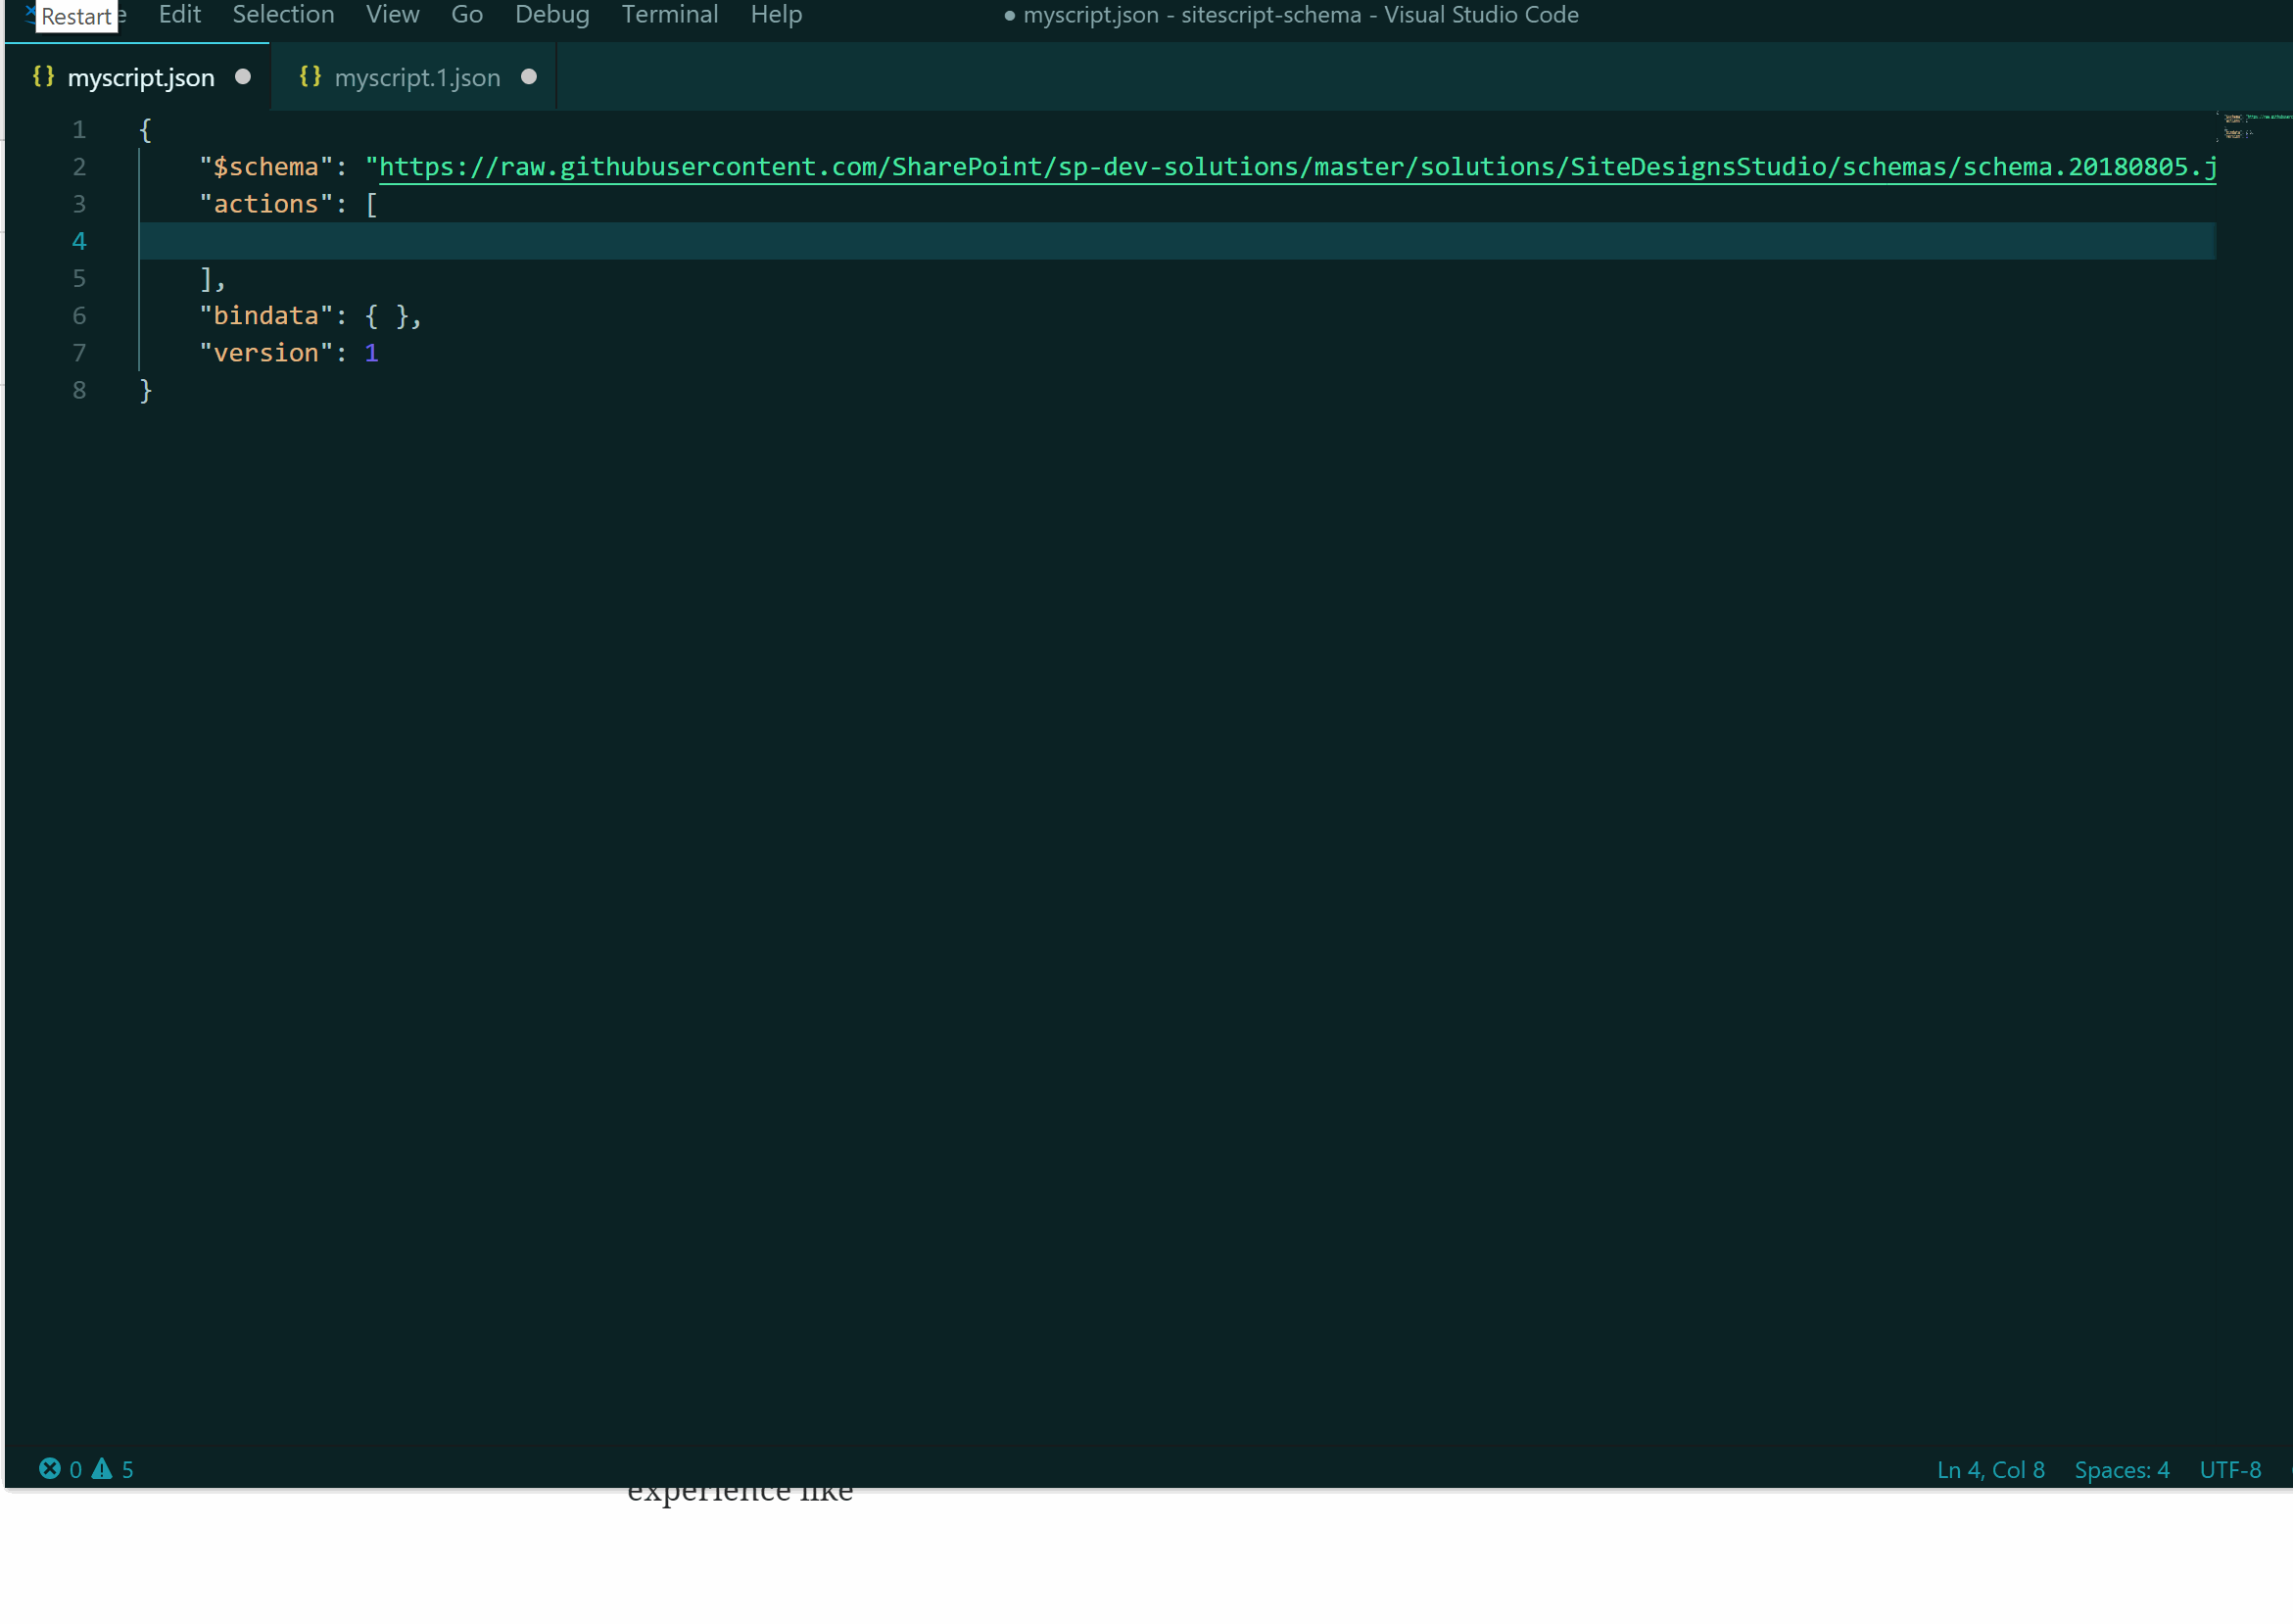 Restart Edit Selection View Go Debug Terminal Help ● myscript.json - sitescript-schema - Visual Studio Code
{} myscript.json ● {} myscript.1.json ●
1 {
2     "$schema": "https://raw.githubusercontent.com/SharePoint/sp-dev-solutions/master/solutions/SiteDesignsStudio/schemas/schema.20180805.j
3     "actions": [
4
5     ],
6     "bindata": { },
7     "version": 1
8 }
0 5 Ln 4, Col 8 Spaces: 4 UTF-8
experience like